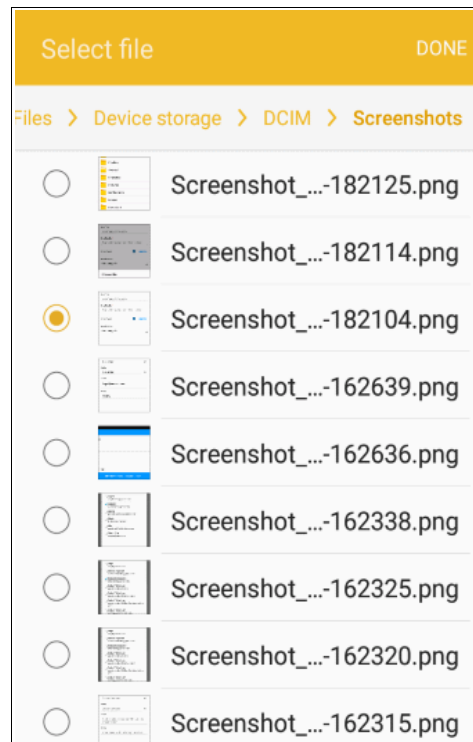 Select file DONE
Files > Device storage > DCIM > Screenshots
Screenshot_...-182125.png
Screenshot_...-182114.png
Screenshot_...-182104.png
Screenshot_...-162639.png
Screenshot_...-162636.png
Screenshot_...-162338.png
Screenshot_...-162325.png
Screenshot_...-162320.png
Screenshot_...-162315.png